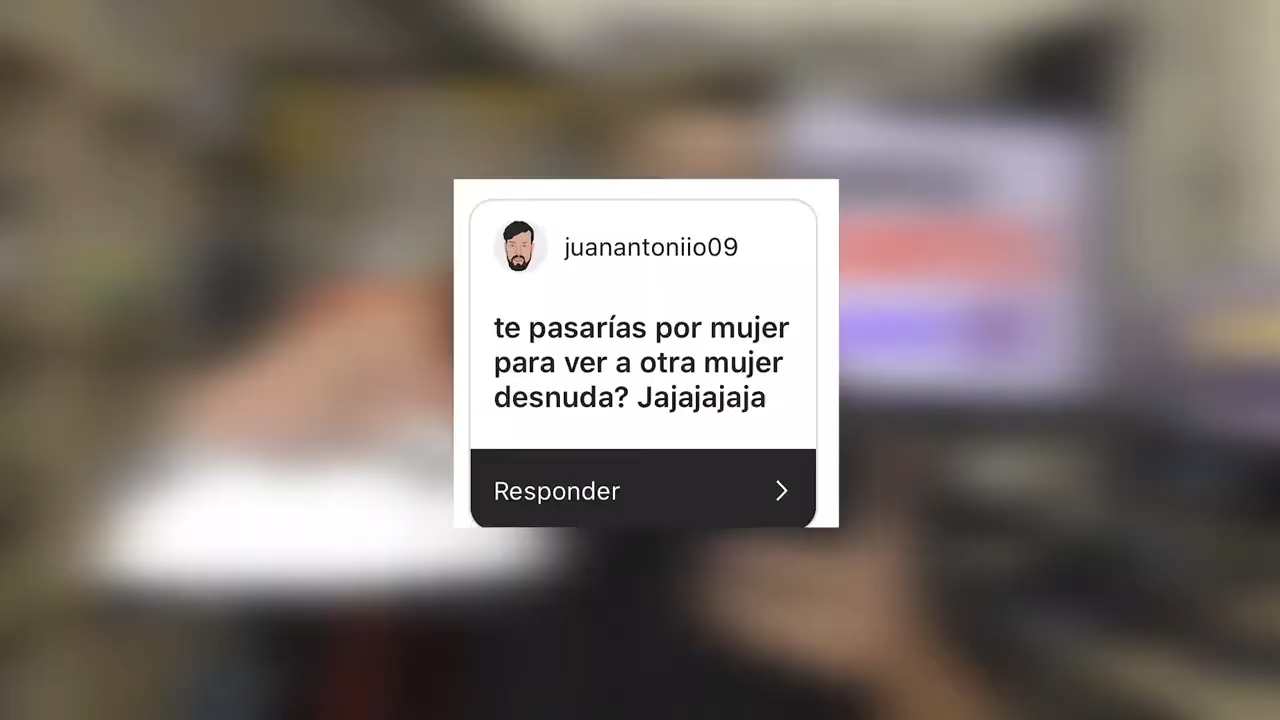 juanantoniio09
te pasarías por mujer
para ver a otra mujer
desnuda? Jajajajaja
Responder